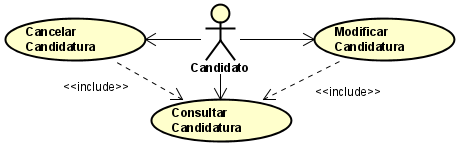 Cancelar
Candidatura
Modificar
Candidatura
Candidato
<<include>>
<<include>>
Consultar
Candidatura